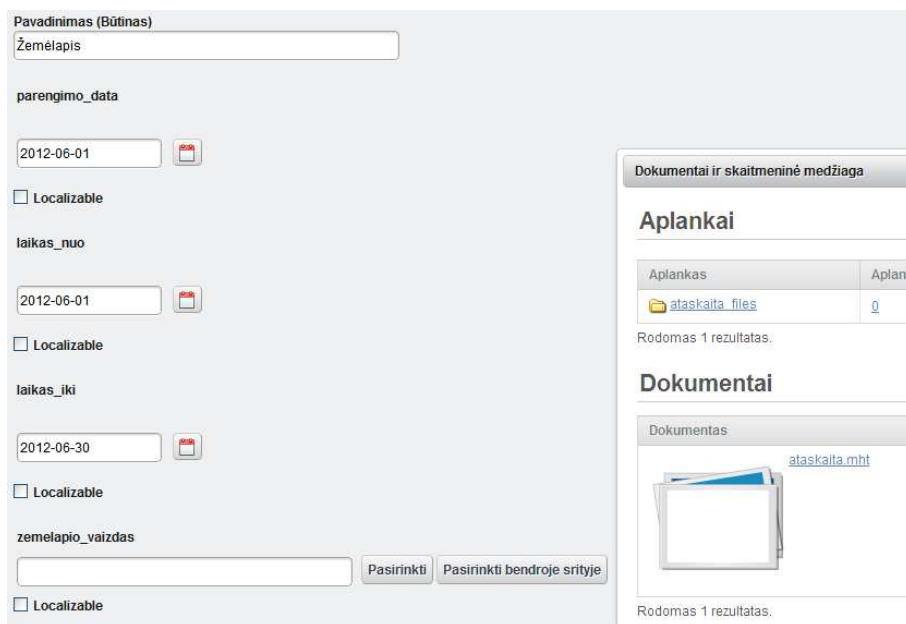 Pavadinimas (Būtinas)
Žemėlapis
parengimo_data
2012-06-01
Localizable
laikas_nuo
2012-06-01
Localizable
laikas_iki
2012-06-30
Localizable
zemelapio_vaizdas
Pasirinkti Pasirinkti bendroje srityje
Localizable
Dokumentai ir skaitmeninė medžiaga
Aplankai
Aplankas Aplan
ataskaita_files 0
Rodomas 1 rezultatas.
Dokumentai
Dokumentas
ataskaita.mht
Rodomas 1 rezultatas.